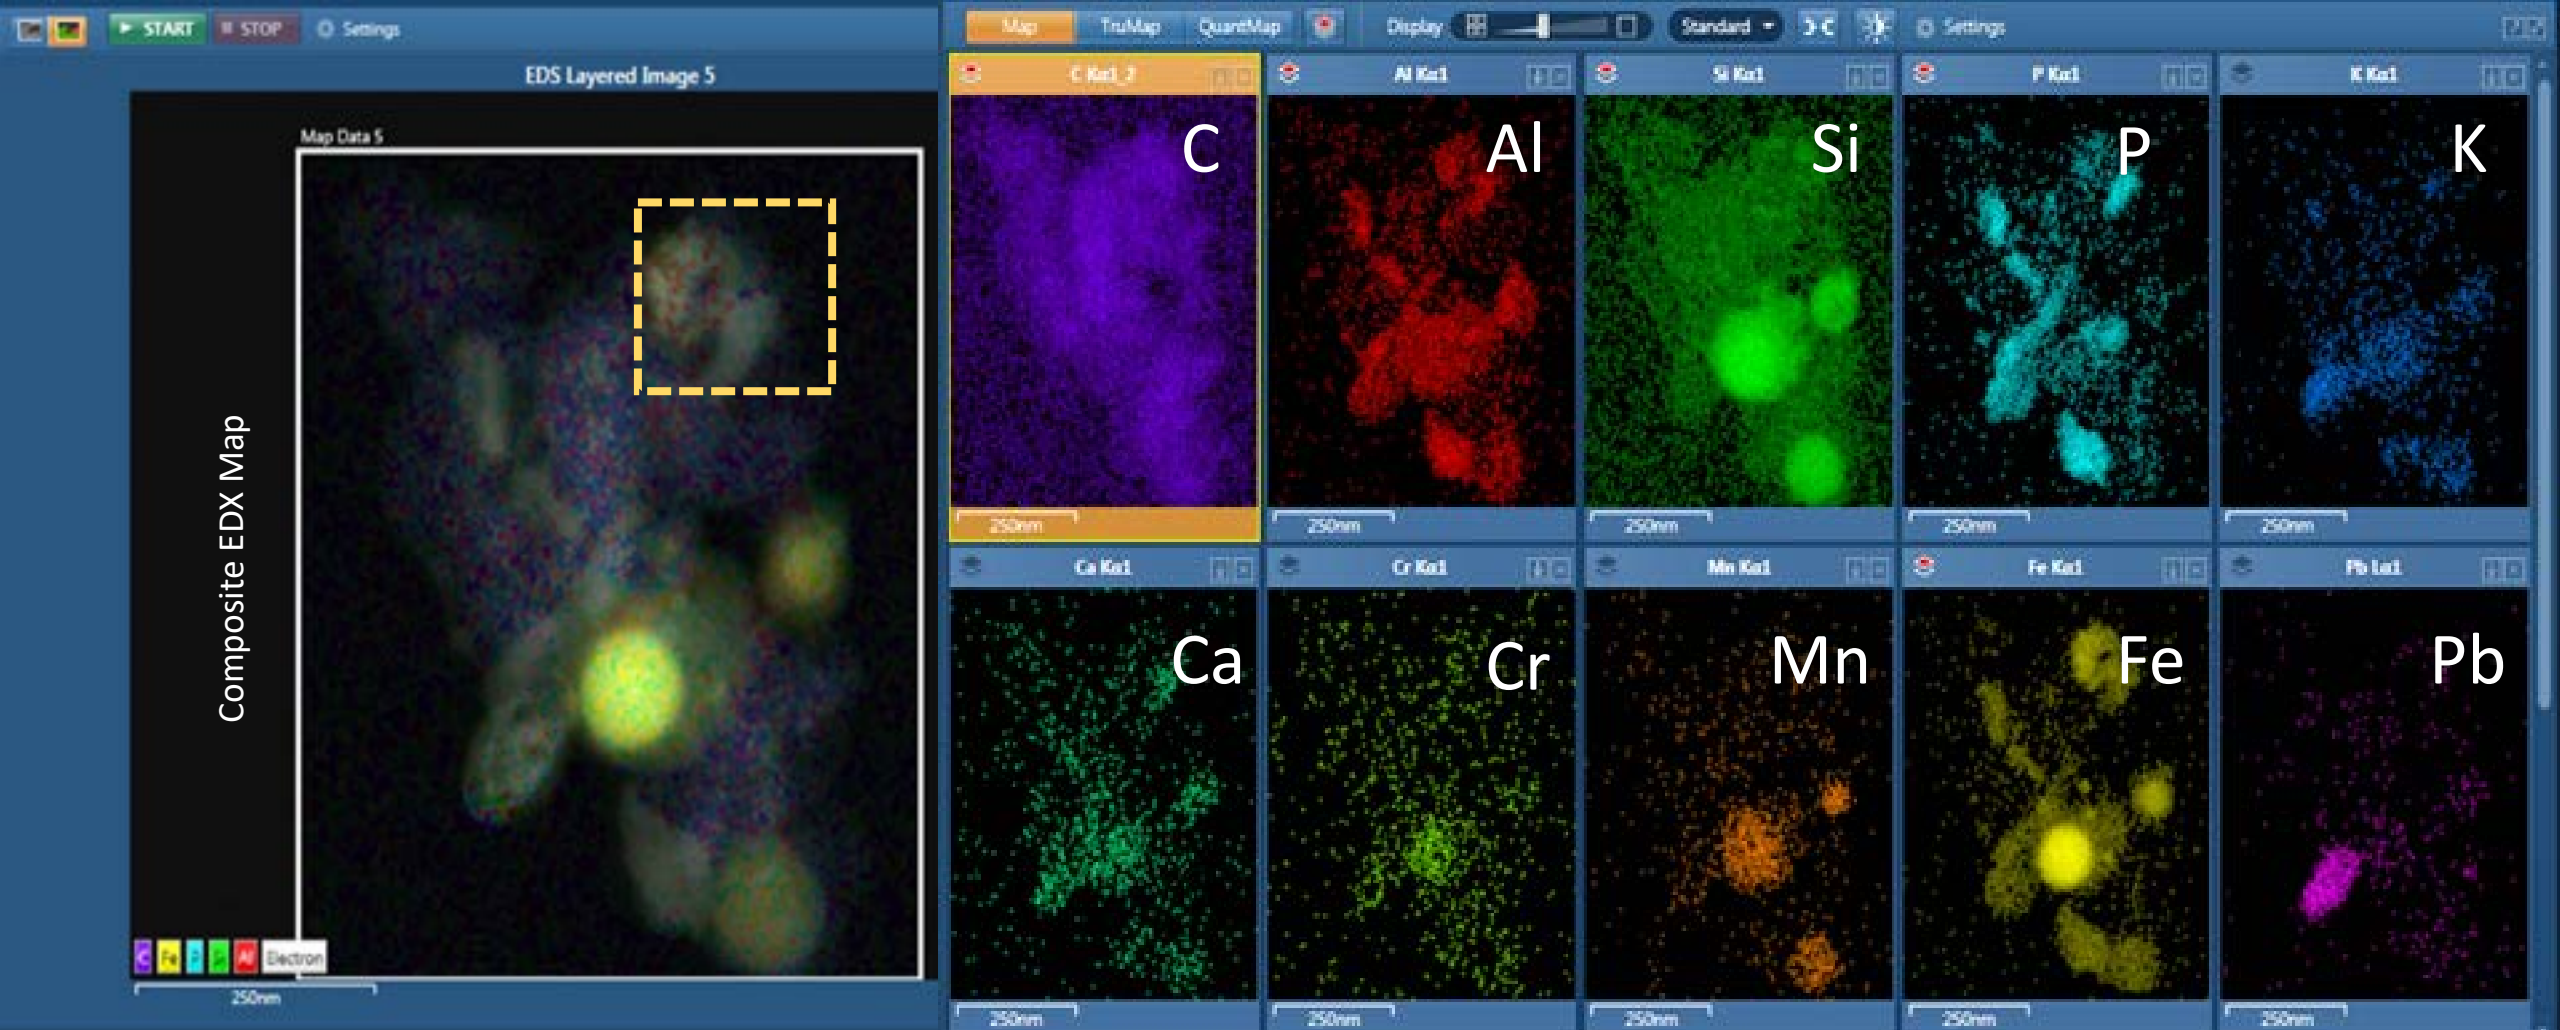 START
STOP
Settings
EDS Layered Image 5
Map Data 5
Composite EDX Map
C
Fe
P
Si
Al
Electron
250nm
Map
TruMap
QuantMap
Display
Standard
Settings
C Kα1_2
Al Kα1
Si Kα1
P Kα1
K Kα1
C
Al
Si
P
K
250nm
250nm
250nm
250nm
250nm
Ca Kα1
Cr Kα1
Mn Kα1
Fe Kα1
Pb Lα1
Ca
Cr
Mn
Fe
Pb
250nm
250nm
250nm
250nm
250nm